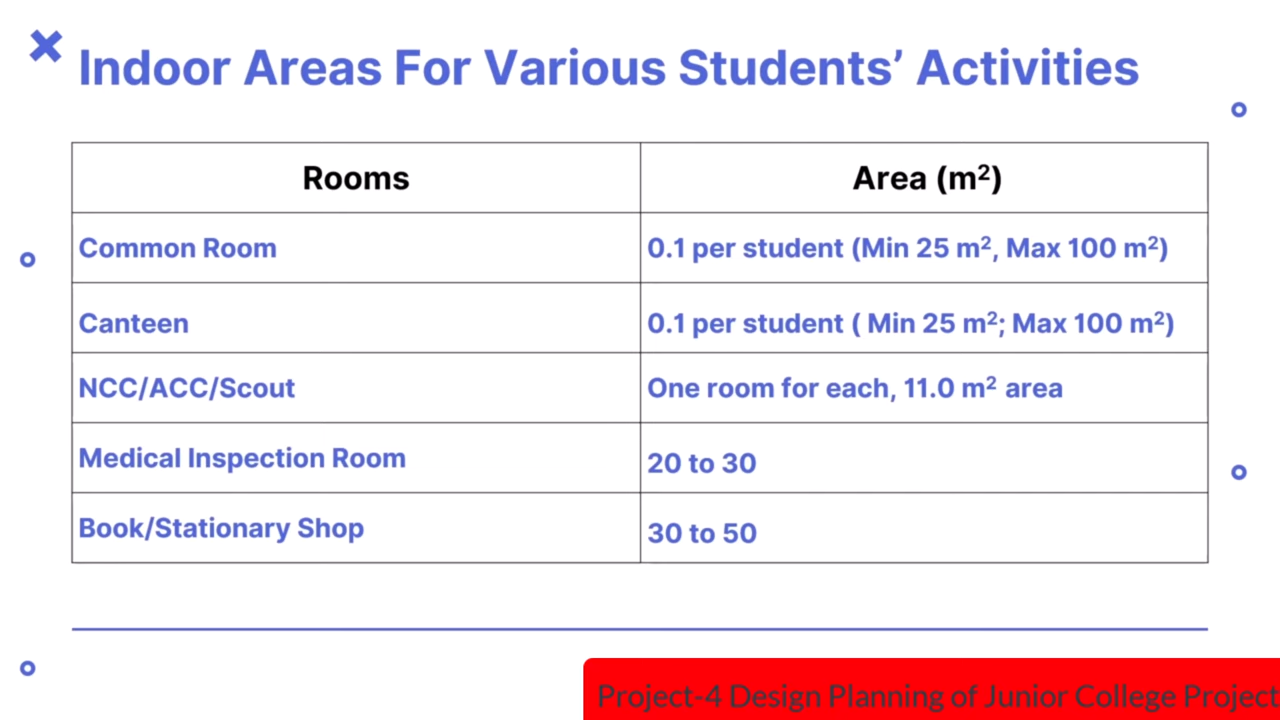 Indoor Areas For Various Students’ Activities
Rooms Area (m²)
Common Room 0.1 per student (Min 25 m², Max 100 m²)
Canteen 0.1 per student ( Min 25 m²; Max 100 m²)
NCC/ACC/Scout One room for each, 11.0 m² area
Medical Inspection Room 20 to 30
Book/Stationary Shop 30 to 50
Project-4 Design Planning of Junior College Project